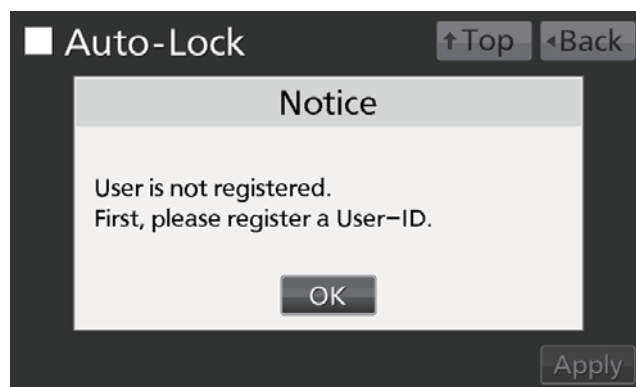 Auto-Lock
↑Top
◂Back
Notice
User is not registered.
First, please register a User-ID.
OK
Apply